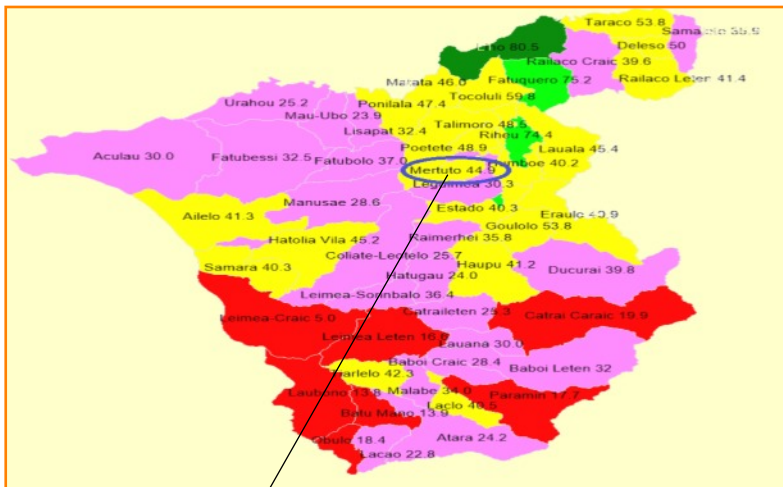 Taraco 53.8
Deleso 50
Railaco Craic 39.6
Railaco Leten 41.4
Fatuquero 75.2
Matata 46.0
Tocoluli 59.8
Urahou 25.2
Ponilala 47.4
Mau-Ubo 23.9
Talimoro 48.5
Lisapat 32.4
Riheu 74.4
Poetete 48.9
Lauala 45.4
Aculau 30.0
Fatubessi 32.5
Fatubolo 37.0
Mertuto 44.9
Humboe 40.2
Leguimea 30.3
Manusae 28.6
Estado 40.3
Ailelo 41.3
Eraulo 40.9
Goulolo 53.8
Hatolia Vila 45.2
Raimerhei 35.8
Coliate-Leotelo 25.7
Samara 40.3
Haupu 41.2
Ducurai 39.8
Hatugau 24.0
Leimea-Sorinbalo 36.4
Leimea-Craic 5.0
Catraileten 25.3
Catrai Caraic 19.9
Leimea Leten
Lauana 30.0
Baboi Craic 28.4
Baboi Leten 32
42.3
Laubono 13.8
Malabe 34.0
Paramin 17.7
Batu Mano 13.9
Laclo
Obulo 18.4
Atara 24.2
Lacao 22.8